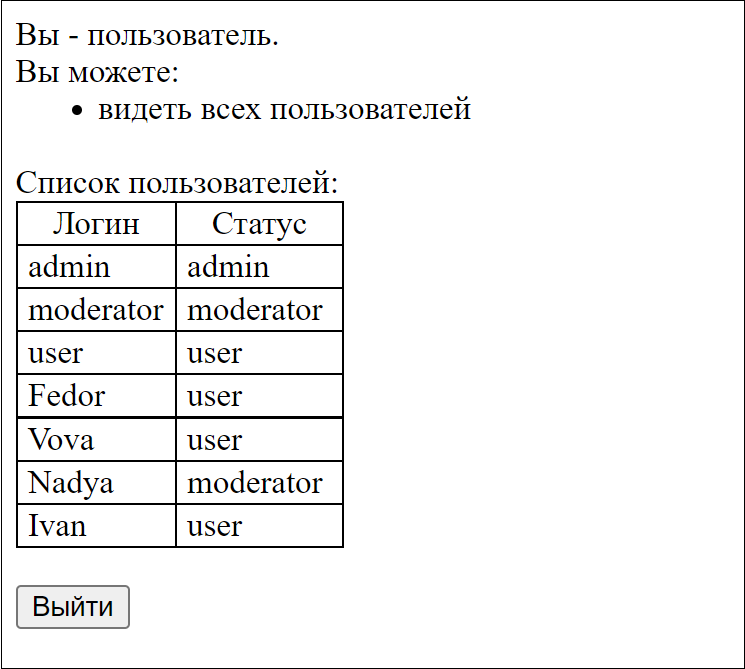 Вы - пользователь.
Вы можете:
• видеть всех пользователей
Список пользователей:
Логин Статус
admin admin
moderator moderator
user user
Fedor user
Vova user
Nadya moderator
Ivan user
Выйти